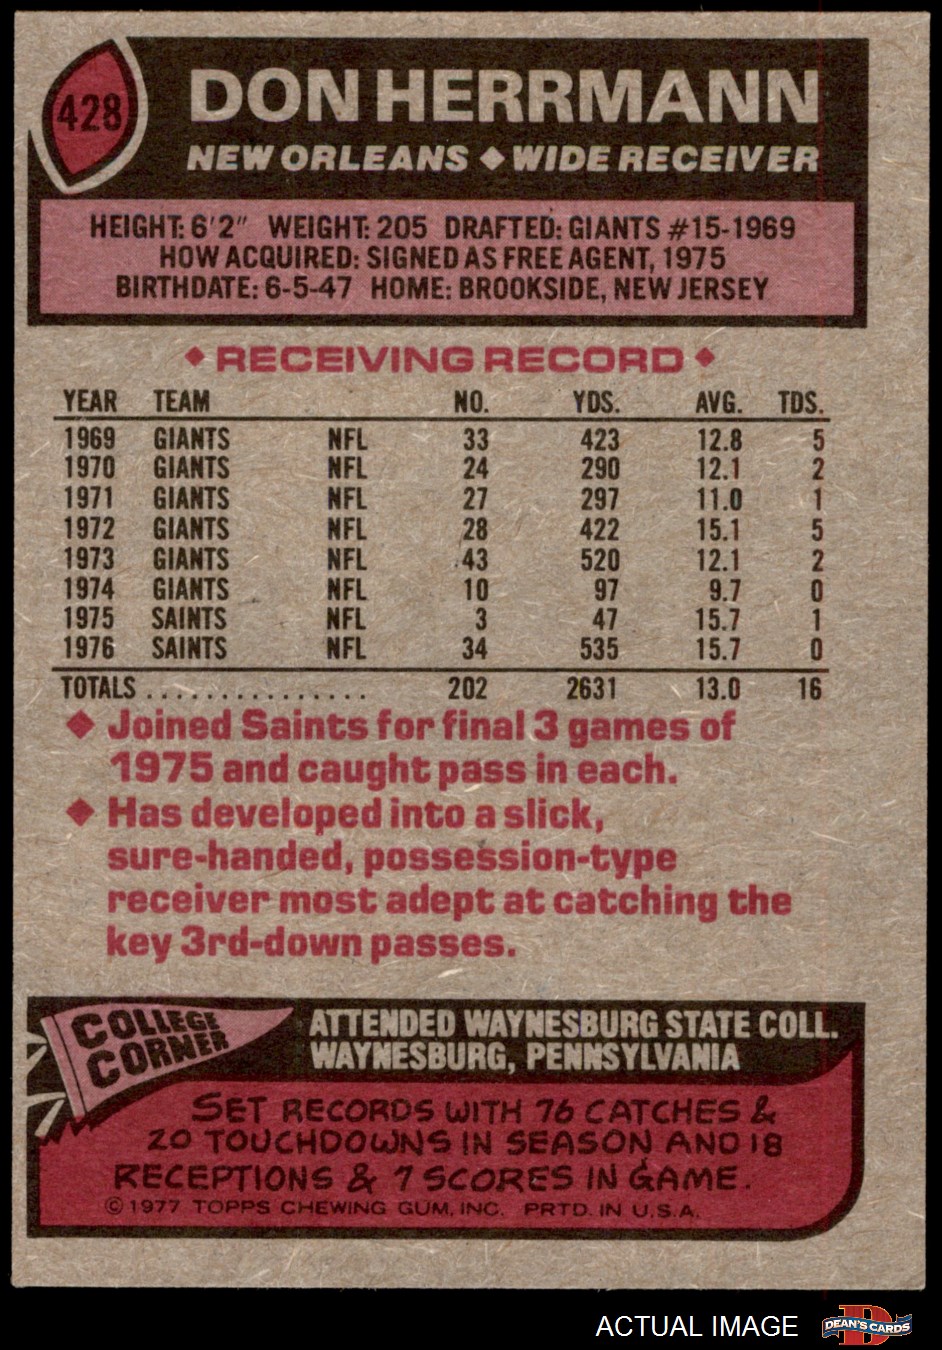 428
DON HERRMANN
NEW ORLEANS ◆ WIDE RECEIVER
HEIGHT: 6'2" WEIGHT: 205 DRAFTED: GIANTS #15-1969
HOW ACQUIRED: SIGNED AS FREE AGENT, 1975
BIRTHDATE: 6-5-47 HOME: BROOKSIDE, NEW JERSEY
◆ RECEIVING RECORD ◆
YEAR TEAM NO. YDS. AVG. TDS.
1969 GIANTS NFL 33 423 12.8 5
1970 GIANTS NFL 24 290 12.1 2
1971 GIANTS NFL 27 297 11.0 1
1972 GIANTS NFL 28 422 15.1 5
1973 GIANTS NFL 43 520 12.1 2
1974 GIANTS NFL 10 97 9.7 0
1975 SAINTS NFL 3 47 15.7 1
1976 SAINTS NFL 34 535 15.7 0
TOTALS ................ 202 2631 13.0 16
◆ Joined Saints for final 3 games of
1975 and caught pass in each.
◆ Has developed into a slick,
sure-handed, possession-type
receiver most adept at catching the
key 3rd-down passes.
COLLEGE
CORNER
ATTENDED WAYNESBURG STATE COLL.
WAYNESBURG, PENNSYLVANIA
SET RECORDS WITH 76 CATCHES &
20 TOUCHDOWNS IN SEASON AND 18
RECEPTIONS & 7 SCORES IN GAME.
© 1977 TOPPS CHEWING GUM, INC. PRTD. IN U.S.A.
ACTUAL IMAGE
D
DEAN'S CARDS